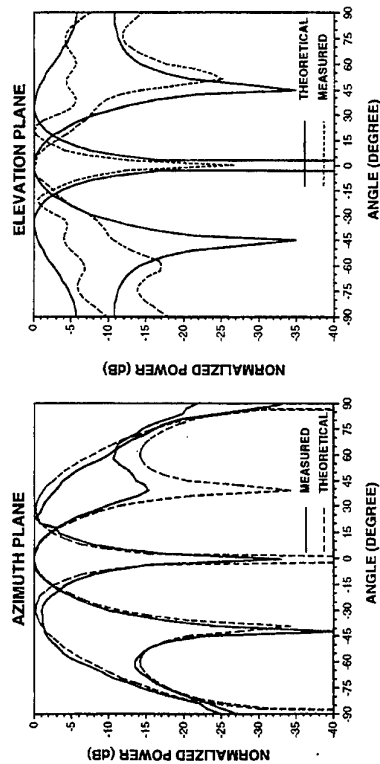 AZIMUTH PLANE
NORMALIZED POWER (dB)
0
-5
-10
-15
-20
-25
-30
-35
-40
MEASURED
THEORETICAL
-90 -75 -60 -45 -30 -15 0 15 30 45 60 75 90
ANGLE (DEGREE)
ELEVATION PLANE
NORMALIZED POWER (dB)
0
-5
-10
-15
-20
-25
-30
-35
-40
THEORETICAL
MEASURED
-90 -75 -60 -45 -30 -15 0 15 30 45 60 75 90
ANGLE (DEGREE)